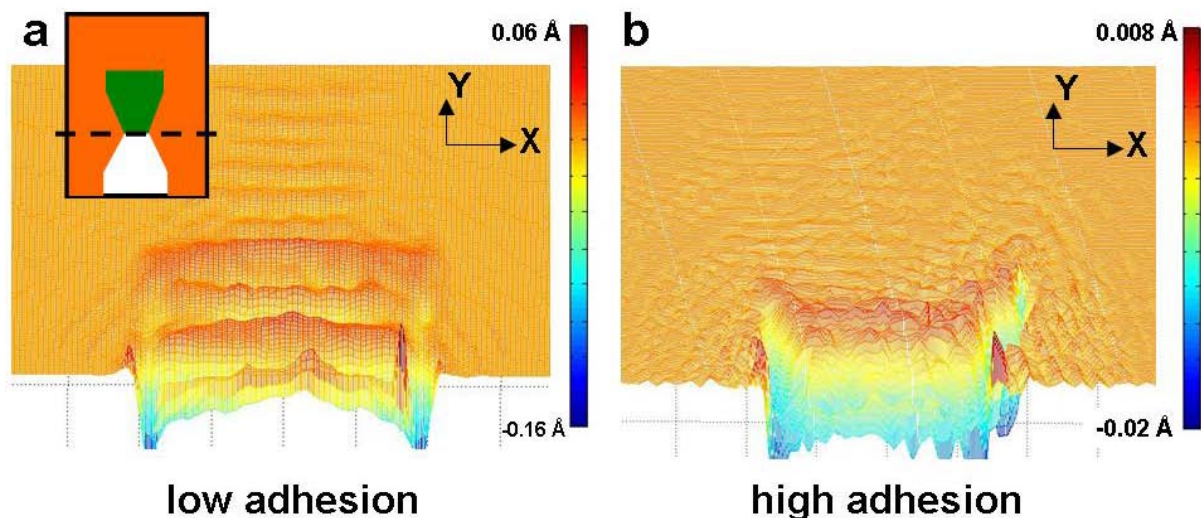 a
0.06 Å
Y
X
-0.16 Å
low adhesion
b
0.008 Å
Y
X
-0.02 Å
high adhesion